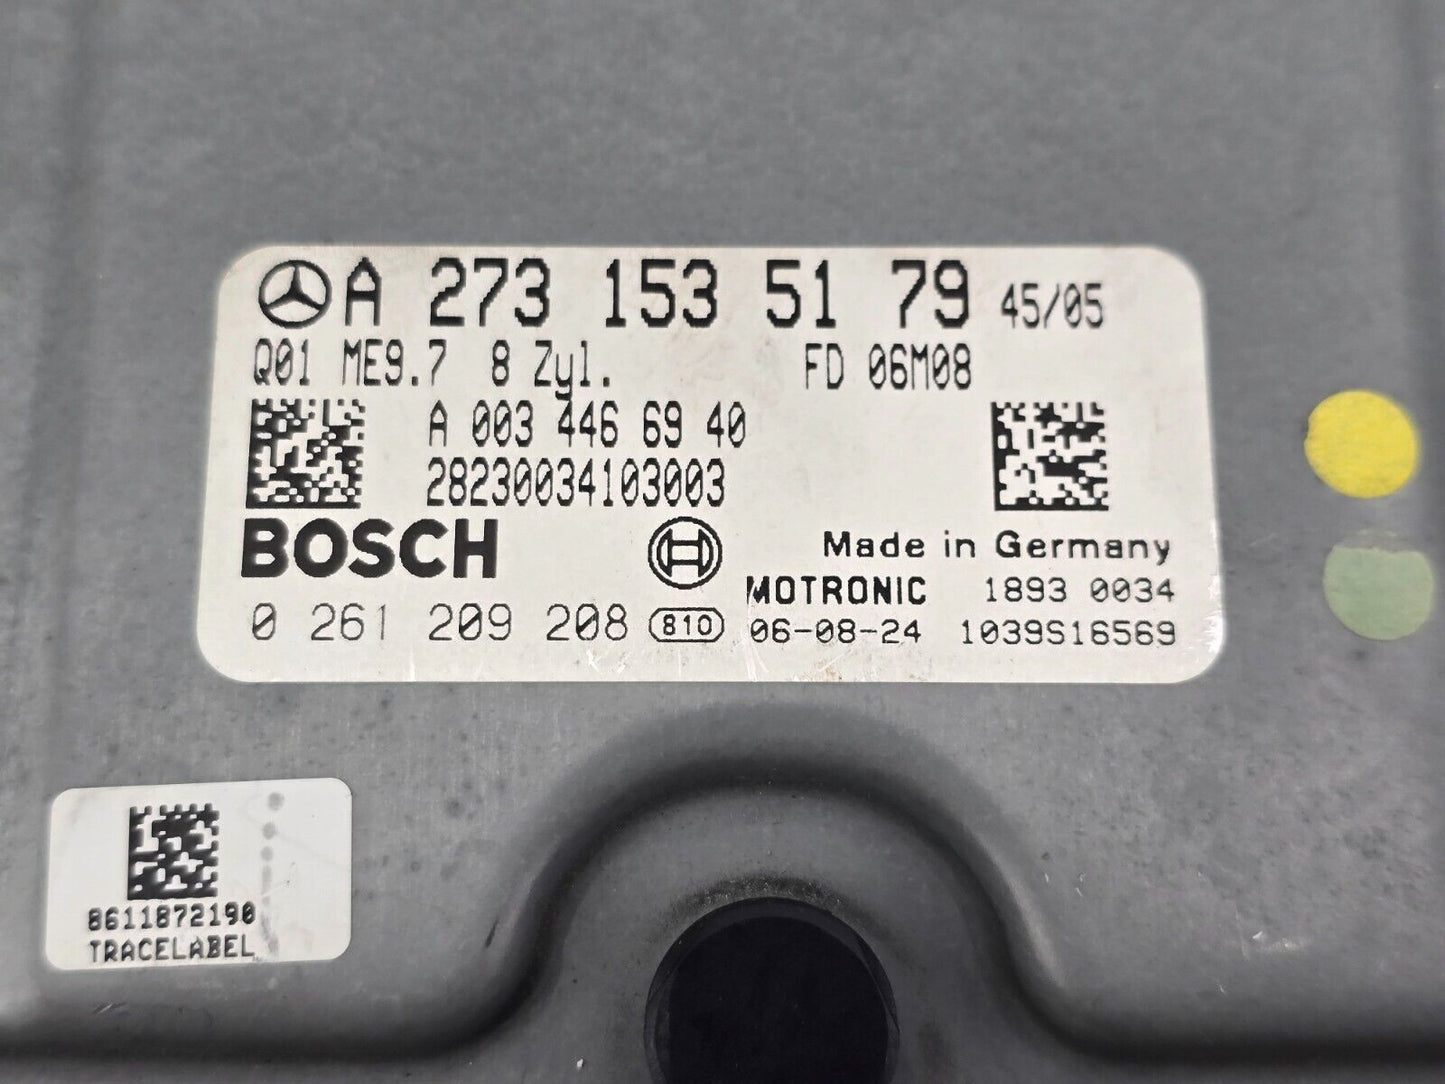 A 273 153 51 79 45/05
Q01 ME9.7 8 Zyl. FD 06M08
A 003 446 69 40
28230034103003
BOSCH
Made in Germany
MOTRONIC 1893 0034
0 261 209 208 810 06-08-24 1039S16569
8611872190
TRACELABEL